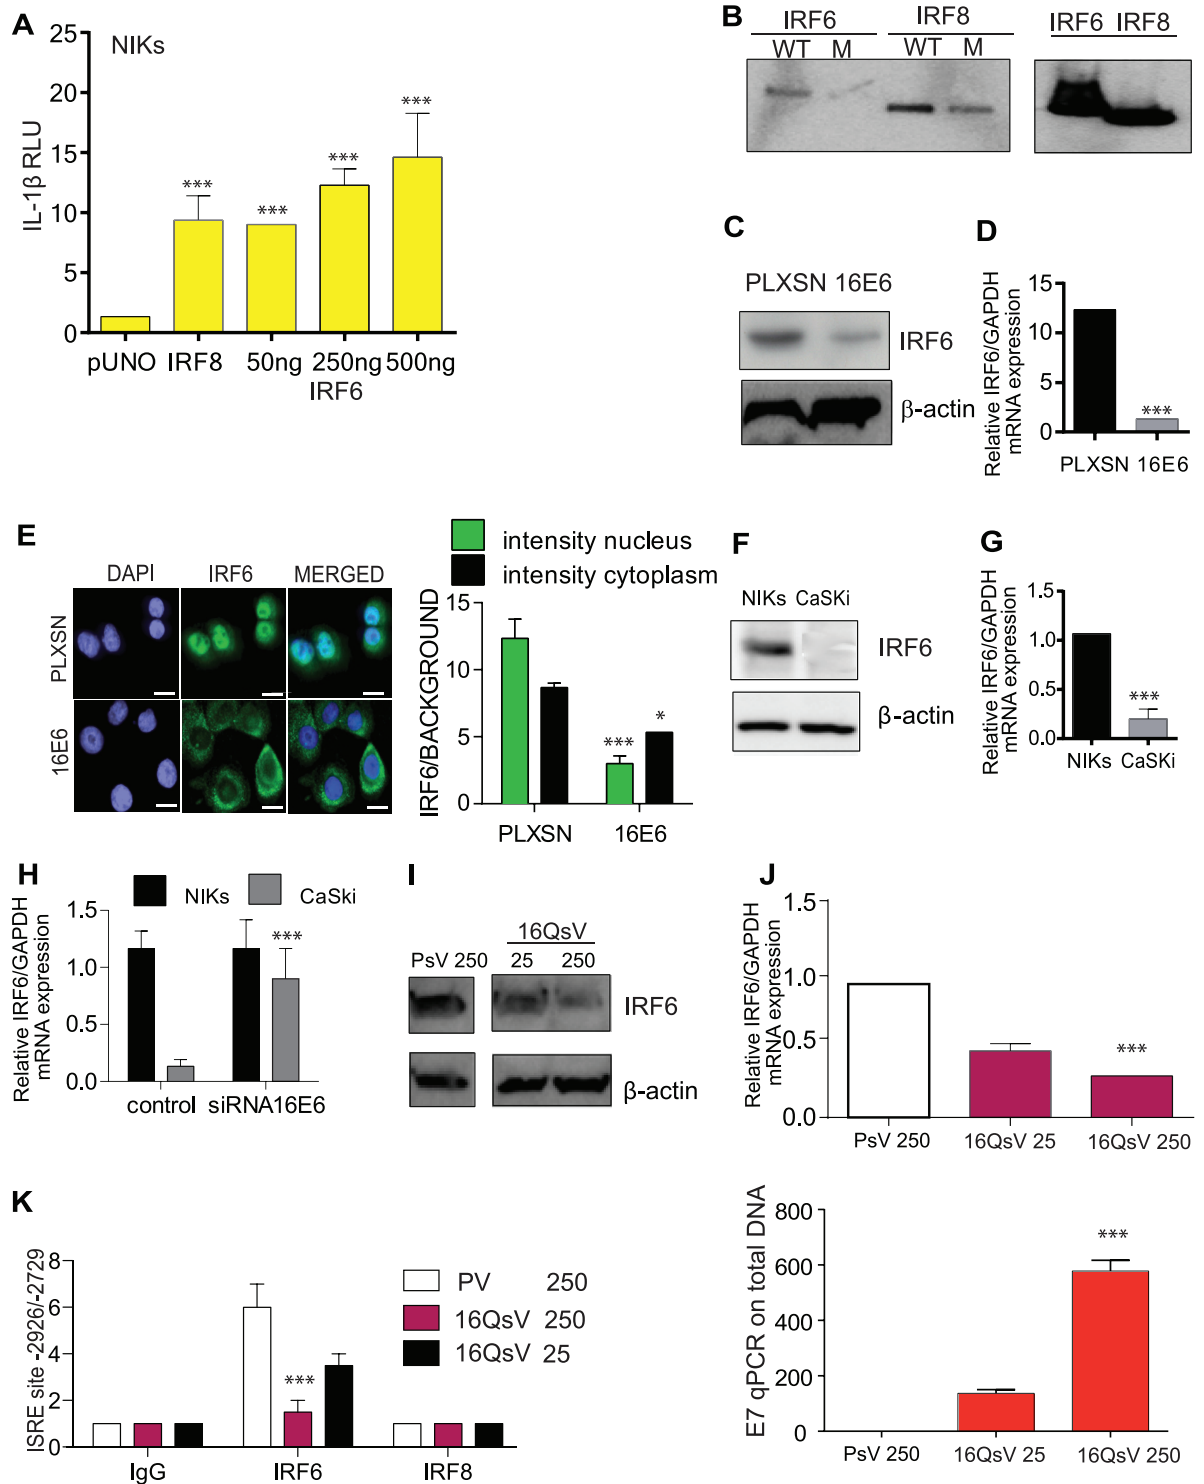 A
25
20
15
10
5
0
IL-1β RLU
NIKs
***
***
***
***
pUNO IRF8 50ng 250ng 500ng
IRF6
B
IRF6 IRF8
WT M WT M
IRF6 IRF8
C
PLXSN 16E6
IRF6
β-actin
D
Relative IRF6/GAPDH
mRNA expression
15
10
5
0
***
PLXSN 16E6
E
DAPI IRF6 MERGED
PLXSN
16E6
intensity nucleus
intensity cytoplasm
IRF6/BACKGROUND
15
10
5
0
***
*
PLXSN 16E6
F
NIKs CaSKi
IRF6
β-actin
G
Relative IRF6/GAPDH
mRNA expression
1.5
1.0
0.5
0.0
***
NIKs CaSKi
H
NIKs CaSki
Relative IRF6/GAPDH
mRNA expression
1.5
1.0
0.5
0.0
***
control siRNA16E6
I
16QsV
PsV 250 25 250
IRF6
β-actin
J
Relative IRF6/GAPDH
mRNA expression
1.5
1.0
0.5
0.0
***
PsV 250 16QsV 25 16QsV 250
E7 qPCR on total DNA
800
600
400
200
0
***
PsV 250 16QsV 25 16QsV 250
K
ISRE site -2926/-2729
8
6
4
2
0
PV 250
16QsV 250
16QsV 25
***
IgG IRF6 IRF8